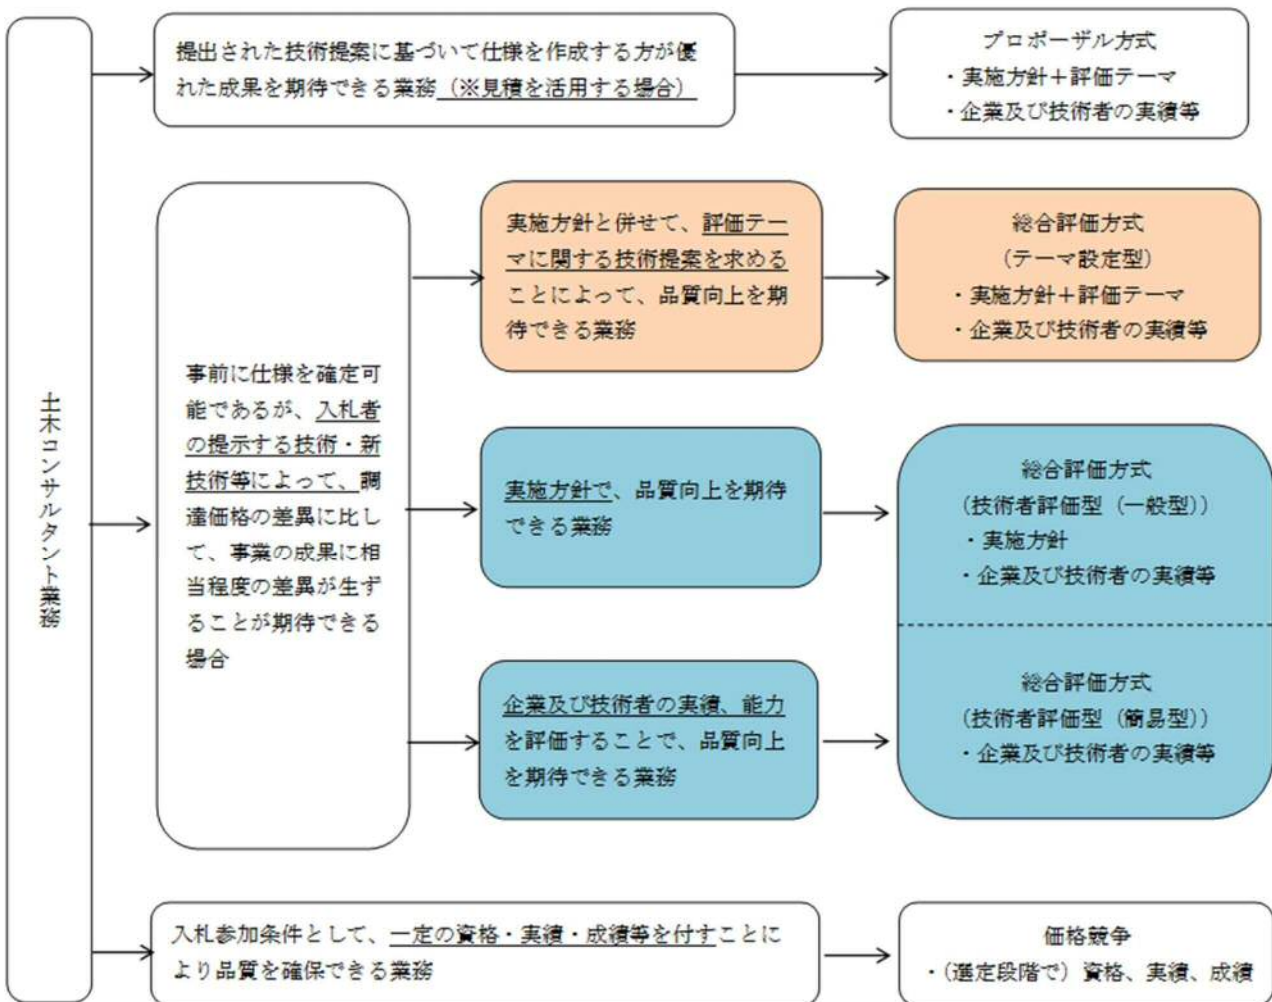 土木コンサルタント業務
提出された技術提案に基づいて仕様を作成する方が優
れた成果を期待できる業務（※見積を活用する場合）
プロポーザル方式
・実施方針＋評価テーマ
・企業及び技術者の実績等
事前に仕様を確定可
能であるが、入札者
の提示する技術・新
技術等によって、調
達価格の差異に比し
て、事業の成果に相
当程度の差異が生ず
ることが期待できる
場合
実施方針と併せて、評価テー
マに関する技術提案を求める
ことによって、品質向上を期
待できる業務
総合評価方式
（テーマ設定型）
・実施方針＋評価テーマ
・企業及び技術者の実績等
実施方針で、品質向上を期待
できる業務
総合評価方式
（技術者評価型（一般型））
・実施方針
・企業及び技術者の実績等
企業及び技術者の実績、能力
を評価することで、品質向上
を期待できる業務
総合評価方式
（技術者評価型（簡易型））
・企業及び技術者の実績等
入札参加条件として、一定の資格・実績・成績等を付すことに
より品質を確保できる業務
価格競争
・（選定段階で）資格、実績、成績